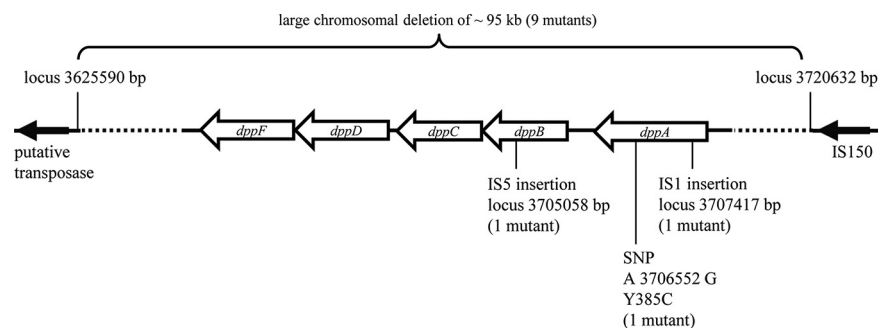 large chromosomal deletion of ~ 95 kb (9 mutants)
locus 3625590 bp
locus 3720632 bp
dppF
dppD
dppC
dppB
dppA
putative
transposase
IS150
IS5 insertion
locus 3705058 bp
(1 mutant)
IS1 insertion
locus 3707417 bp
(1 mutant)
SNP
A 3706552 G
Y385C
(1 mutant)